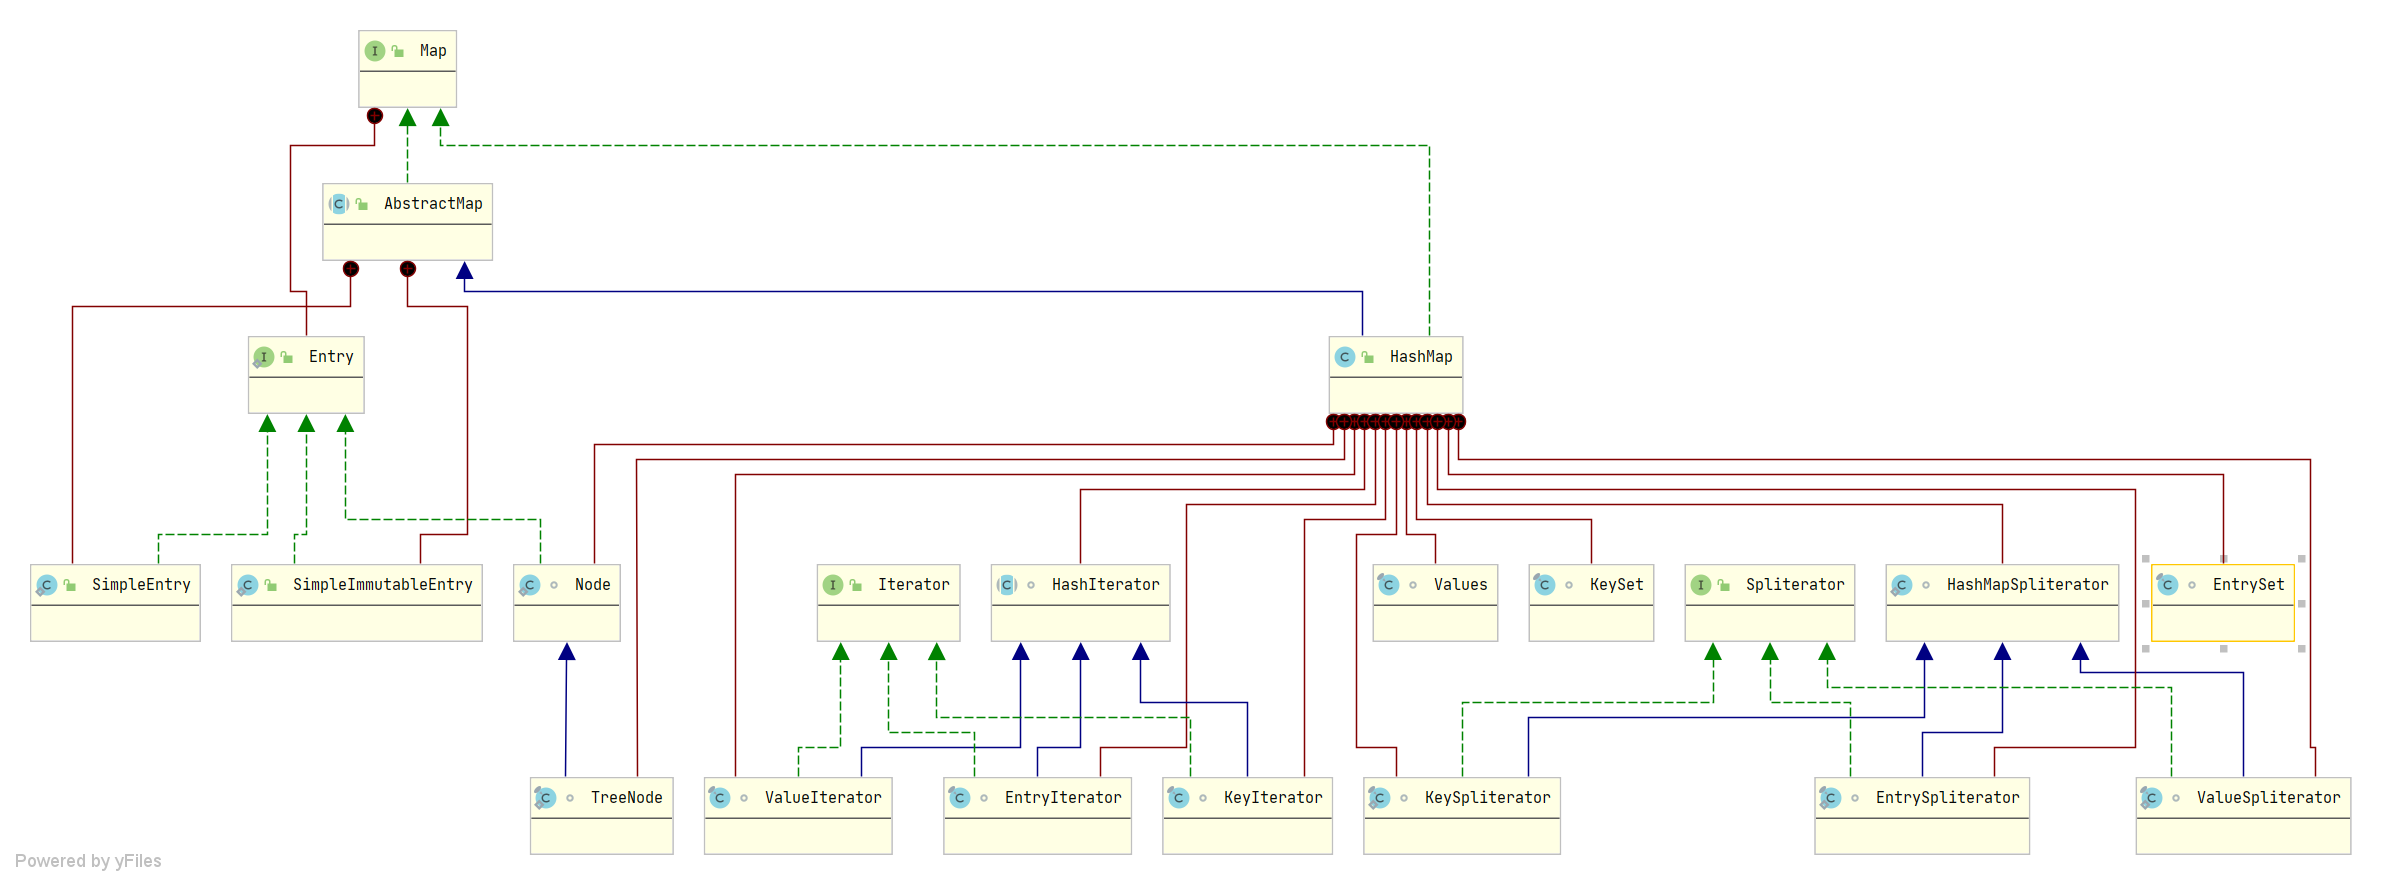 Map
AbstractMap
Entry
HashMap
SimpleEntry
SimpleImmutableEntry
Node
Iterator
HashIterator
Values
KeySet
Spliterator
HashMapSpliterator
EntrySet
TreeNode
ValueIterator
EntryIterator
KeyIterator
KeySpliterator
EntrySpliterator
ValueSpliterator
Powered by yFiles